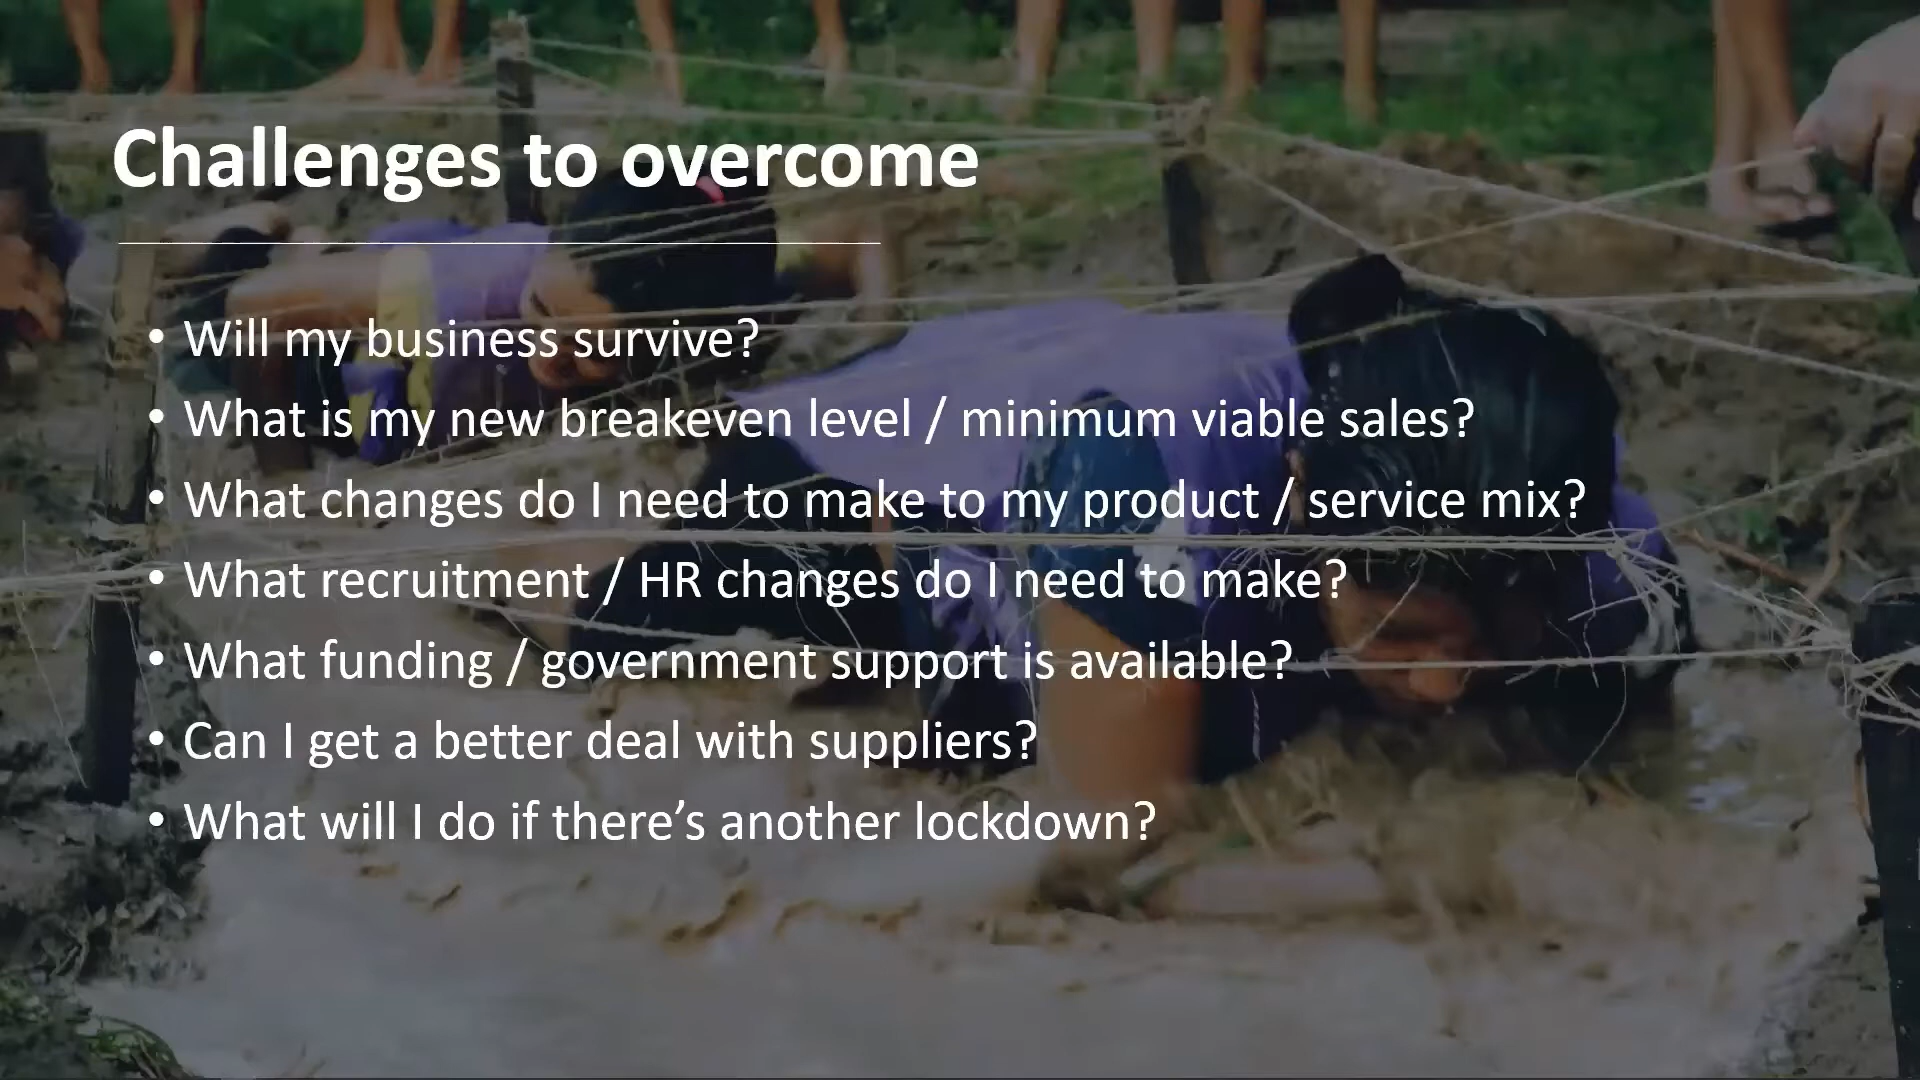 Challenges to overcome
• Will my business survive?
• What is my new breakeven level / minimum viable sales?
• What changes do I need to make to my product / service mix?
• What recruitment / HR changes do I need to make?
• What funding / government support is available?
• Can I get a better deal with suppliers?
• What will I do if there’s another lockdown?